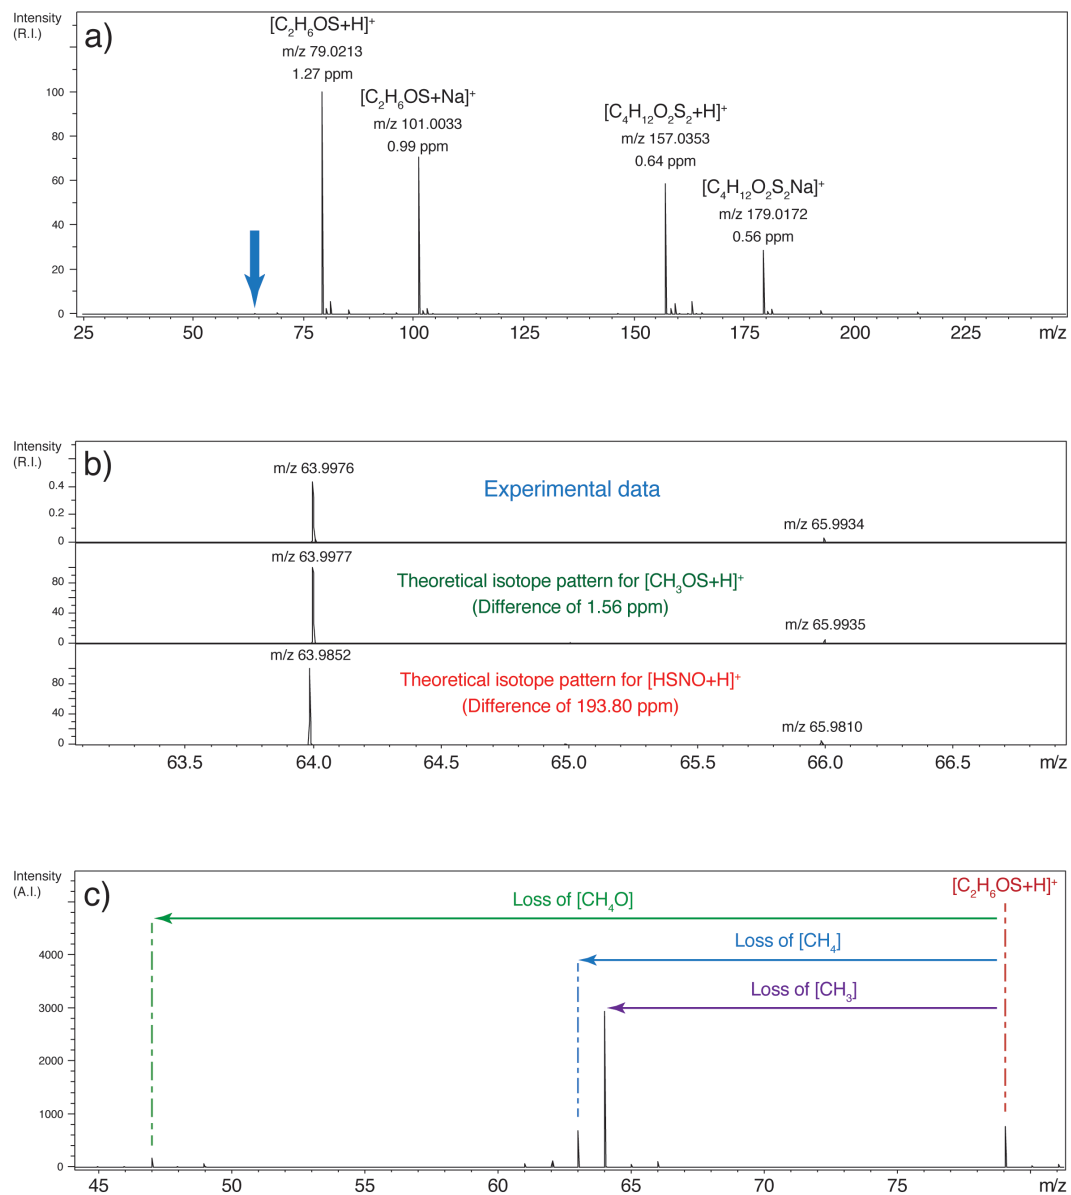 Intensity
(R.I.)
a)
[C₂H₆OS+H]⁺
m/z 79.0213
1.27 ppm
[C₂H₆OS+Na]⁺
m/z 101.0033
0.99 ppm
[C₄H₁₂O₂S₂+H]⁺
m/z 157.0353
0.64 ppm
[C₄H₁₂O₂S₂Na]⁺
m/z 179.0172
0.56 ppm
100
80
60
40
20
0
25 50 75 100 125 150 175 200 225 m/z
Intensity
(R.I.)
b)
m/z 63.9976
Experimental data
m/z 65.9934
0.4
0.2
0
m/z 63.9977
Theoretical isotope pattern for [CH₃OS+H]⁺
(Difference of 1.56 ppm)
m/z 65.9935
80
40
0
m/z 63.9852
Theoretical isotope pattern for [HSNO+H]⁺
(Difference of 193.80 ppm)
m/z 65.9810
80
40
0
63.5 64.0 64.5 65.0 65.5 66.0 66.5 m/z
Intensity
(A.I.)
c)
[C₂H₆OS+H]⁺
Loss of [CH₄O]
Loss of [CH₄]
Loss of [CH₃]
4000
3000
2000
1000
0
45 50 55 60 65 70 75 m/z